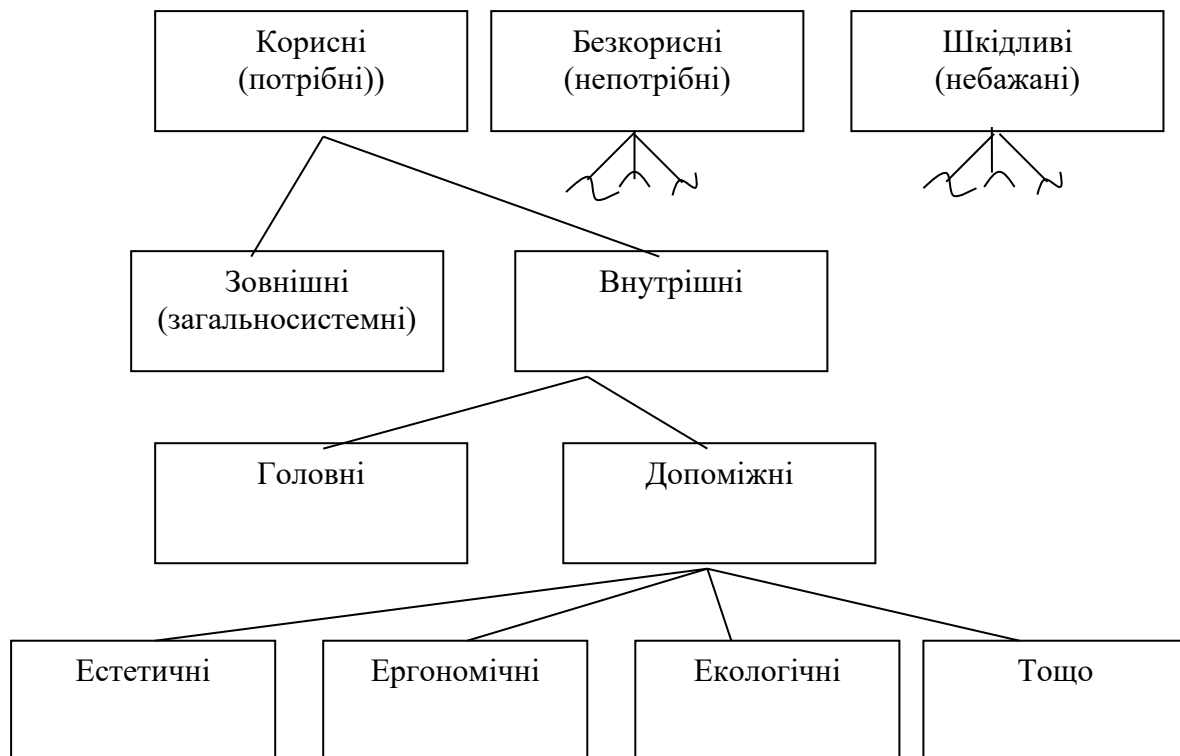 Корисні
(потрібні))
Безкорисні
(непотрібні)
Шкідливі
(небажані)
Зовнішні
(загальносистемні)
Внутрішні
Головні
Допоміжні
Естетичні
Ергономічні
Екологічні
Тощо